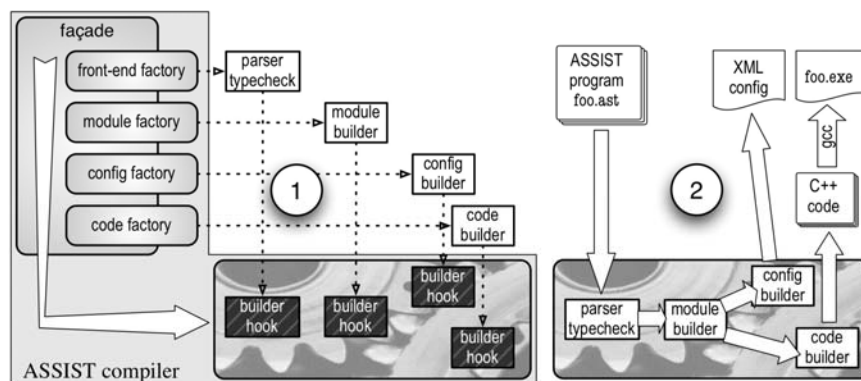 façade
front-end factory
module factory
config factory
code factory
parser
typecheck
module
builder
config
builder
code
builder
1
builder
hook
builder
hook
builder
hook
builder
hook
ASSIST compiler
ASSIST
program
foo.ast
XML
config
foo.exe
gcc
C++
code
2
parser
typecheck
module
builder
config
builder
code
builder